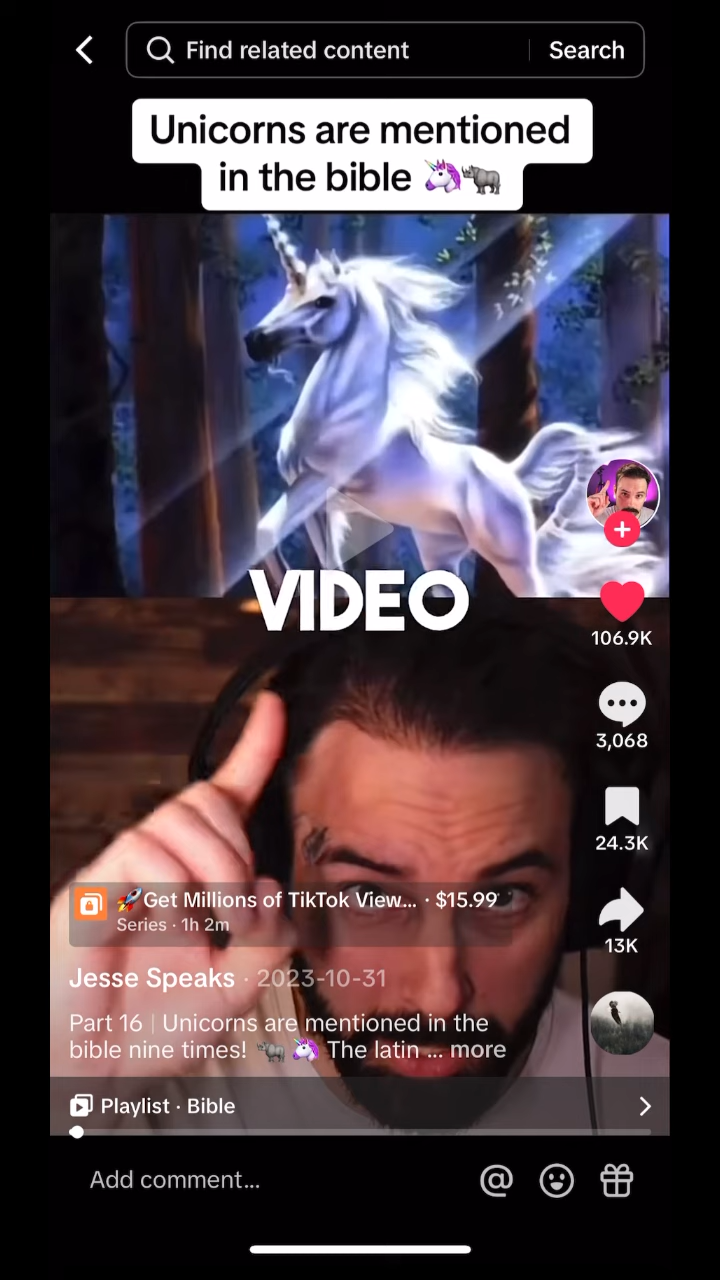 Find related content
Search
Unicorns are mentioned
in the bible 🦄🦏
VIDEO
106.9K
3,068
24.3K
13K
🚀Get Millions of TikTok View... · $15.99
Series · 1h 2m
Jesse Speaks · 2023-10-31
Part 16 | Unicorns are mentioned in the
bible nine times! 🦏 🦄 The latin ... more
Playlist · Bible
Add comment...